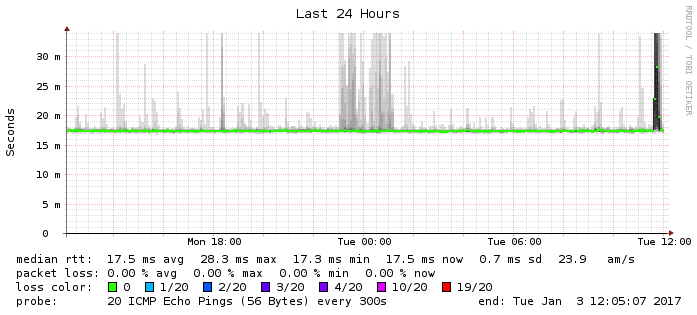 Last 24 Hours
RRDTOOL / TOBI OETIKER
Seconds
30 m
25 m
20 m
15 m
10 m
5 m
0
Mon 18:00 Tue 00:00 Tue 06:00 Tue 12:00
median rtt: 17.5 ms avg 28.3 ms max 17.3 ms min 17.5 ms now 0.7 ms sd 23.9 am/s
packet loss: 0.00 % avg 0.00 % max 0.00 % min 0.00 % now
loss color: 0 1/20 2/20 3/20 4/20 10/20 19/20
probe: 20 ICMP Echo Pings (56 Bytes) every 300s end: Tue Jan 3 12:05:07 2017